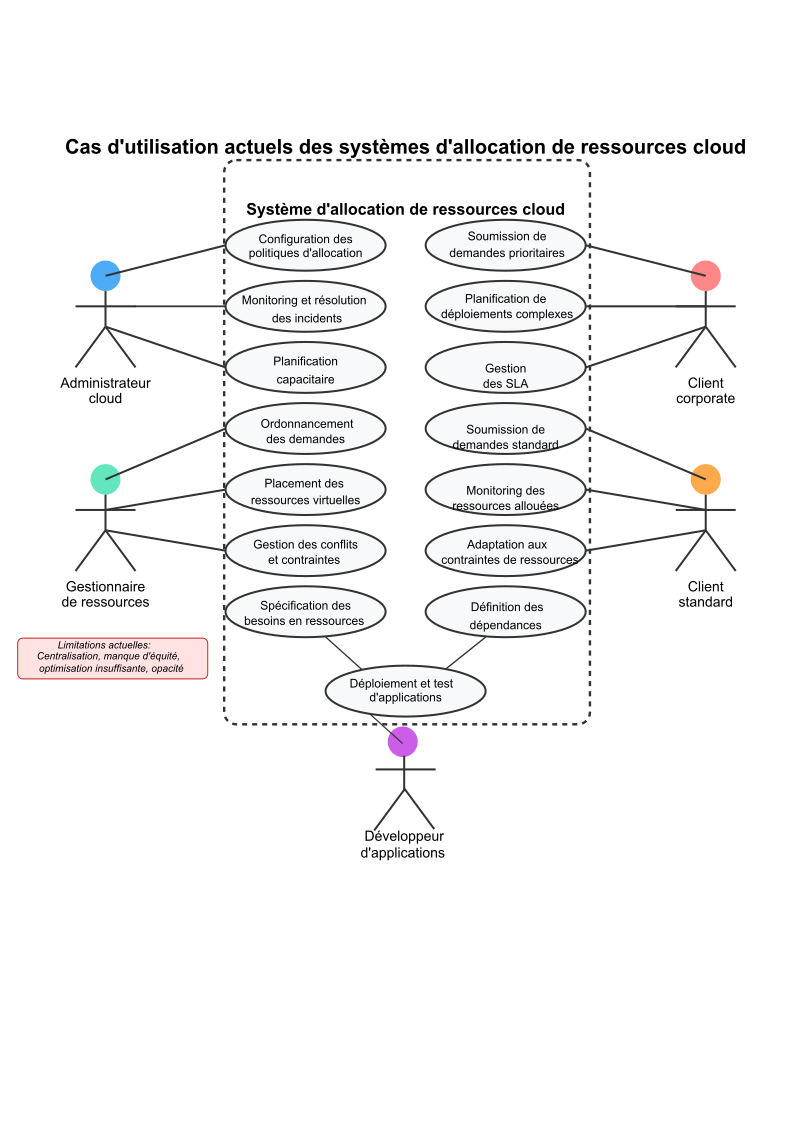 Cas d'utilisation actuels des systèmes d'allocation de ressources cloud
Système d'allocation de ressources cloud
Configuration des
politiques d'allocation
Monitoring et résolution
des incidents
Planification
capacitaire
Ordonnancement
des demandes
Placement des
ressources virtuelles
Gestion des conflits
et contraintes
Spécification des
besoins en ressources
Soumission de
demandes prioritaires
Planification de
déploiements complexes
Gestion
des SLA
Soumission de
demandes standard
Monitoring des
ressources allouées
Adaptation aux
contraintes de ressources
Définition des
dépendances
Déploiement et test
d'applications
Administrateur
cloud
Gestionnaire
de ressources
Client
corporate
Client
standard
Limitations actuelles:
Centralisation, manque d'équité,
optimisation insuffisante, opacité
Développeur
d'applications